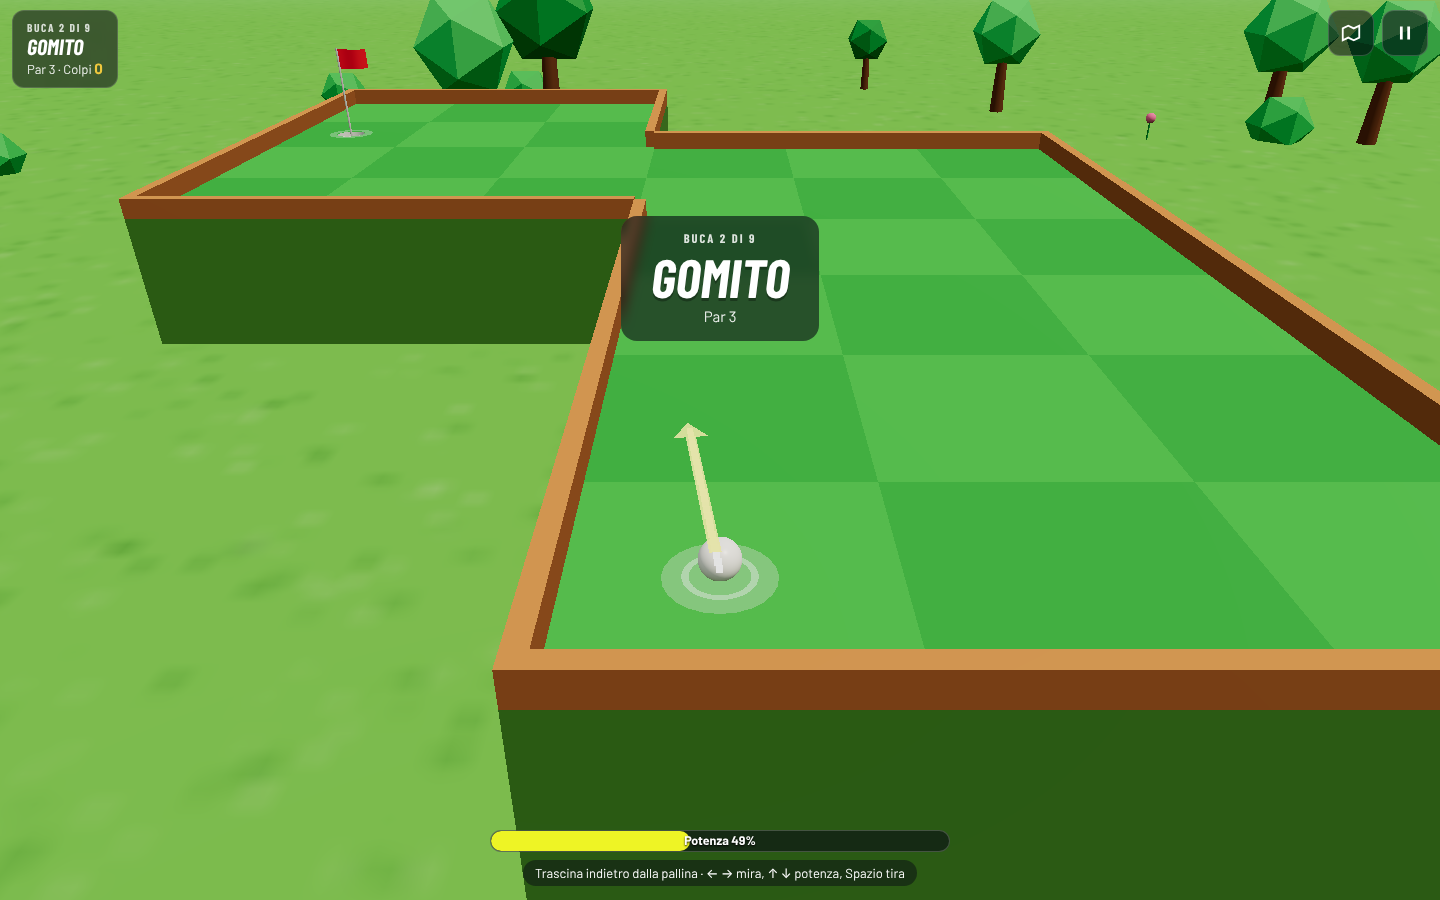 BUCA 2 DI 9
GOMITO
Par 3 · Colpi 0
BUCA 2 DI 9
GOMITO
Par 3
Potenza 49%
Trascina indietro dalla pallina · ← → mira, ↑ ↓ potenza, Spazio tira